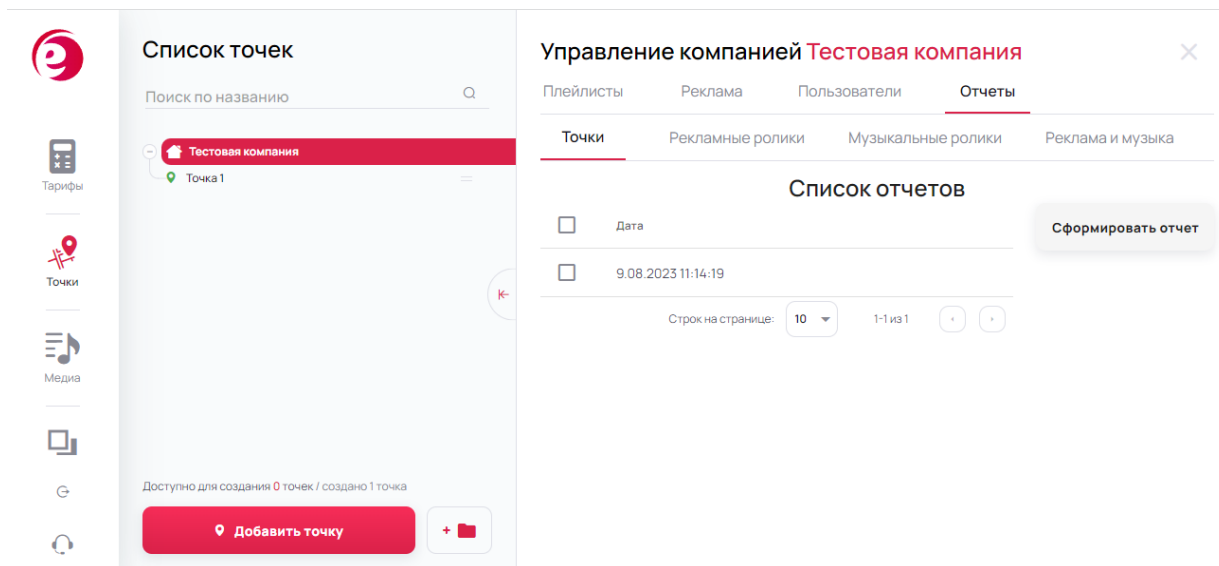 Список точек
Поиск по названию
Тестовая компания
Точка 1
Тарифы
Точки
Медиа
Доступно для создания 0 точек / создано 1 точка
Добавить точку
+
Управление компанией Тестовая компания
Плейлисты Реклама Пользователи Отчеты
Точки Рекламные ролики Музыкальные ролики Реклама и музыка
Список отчетов
Дата
Сформировать отчет
9.08.2023 11:14:19
Строк на странице: 10 1-1 из 1